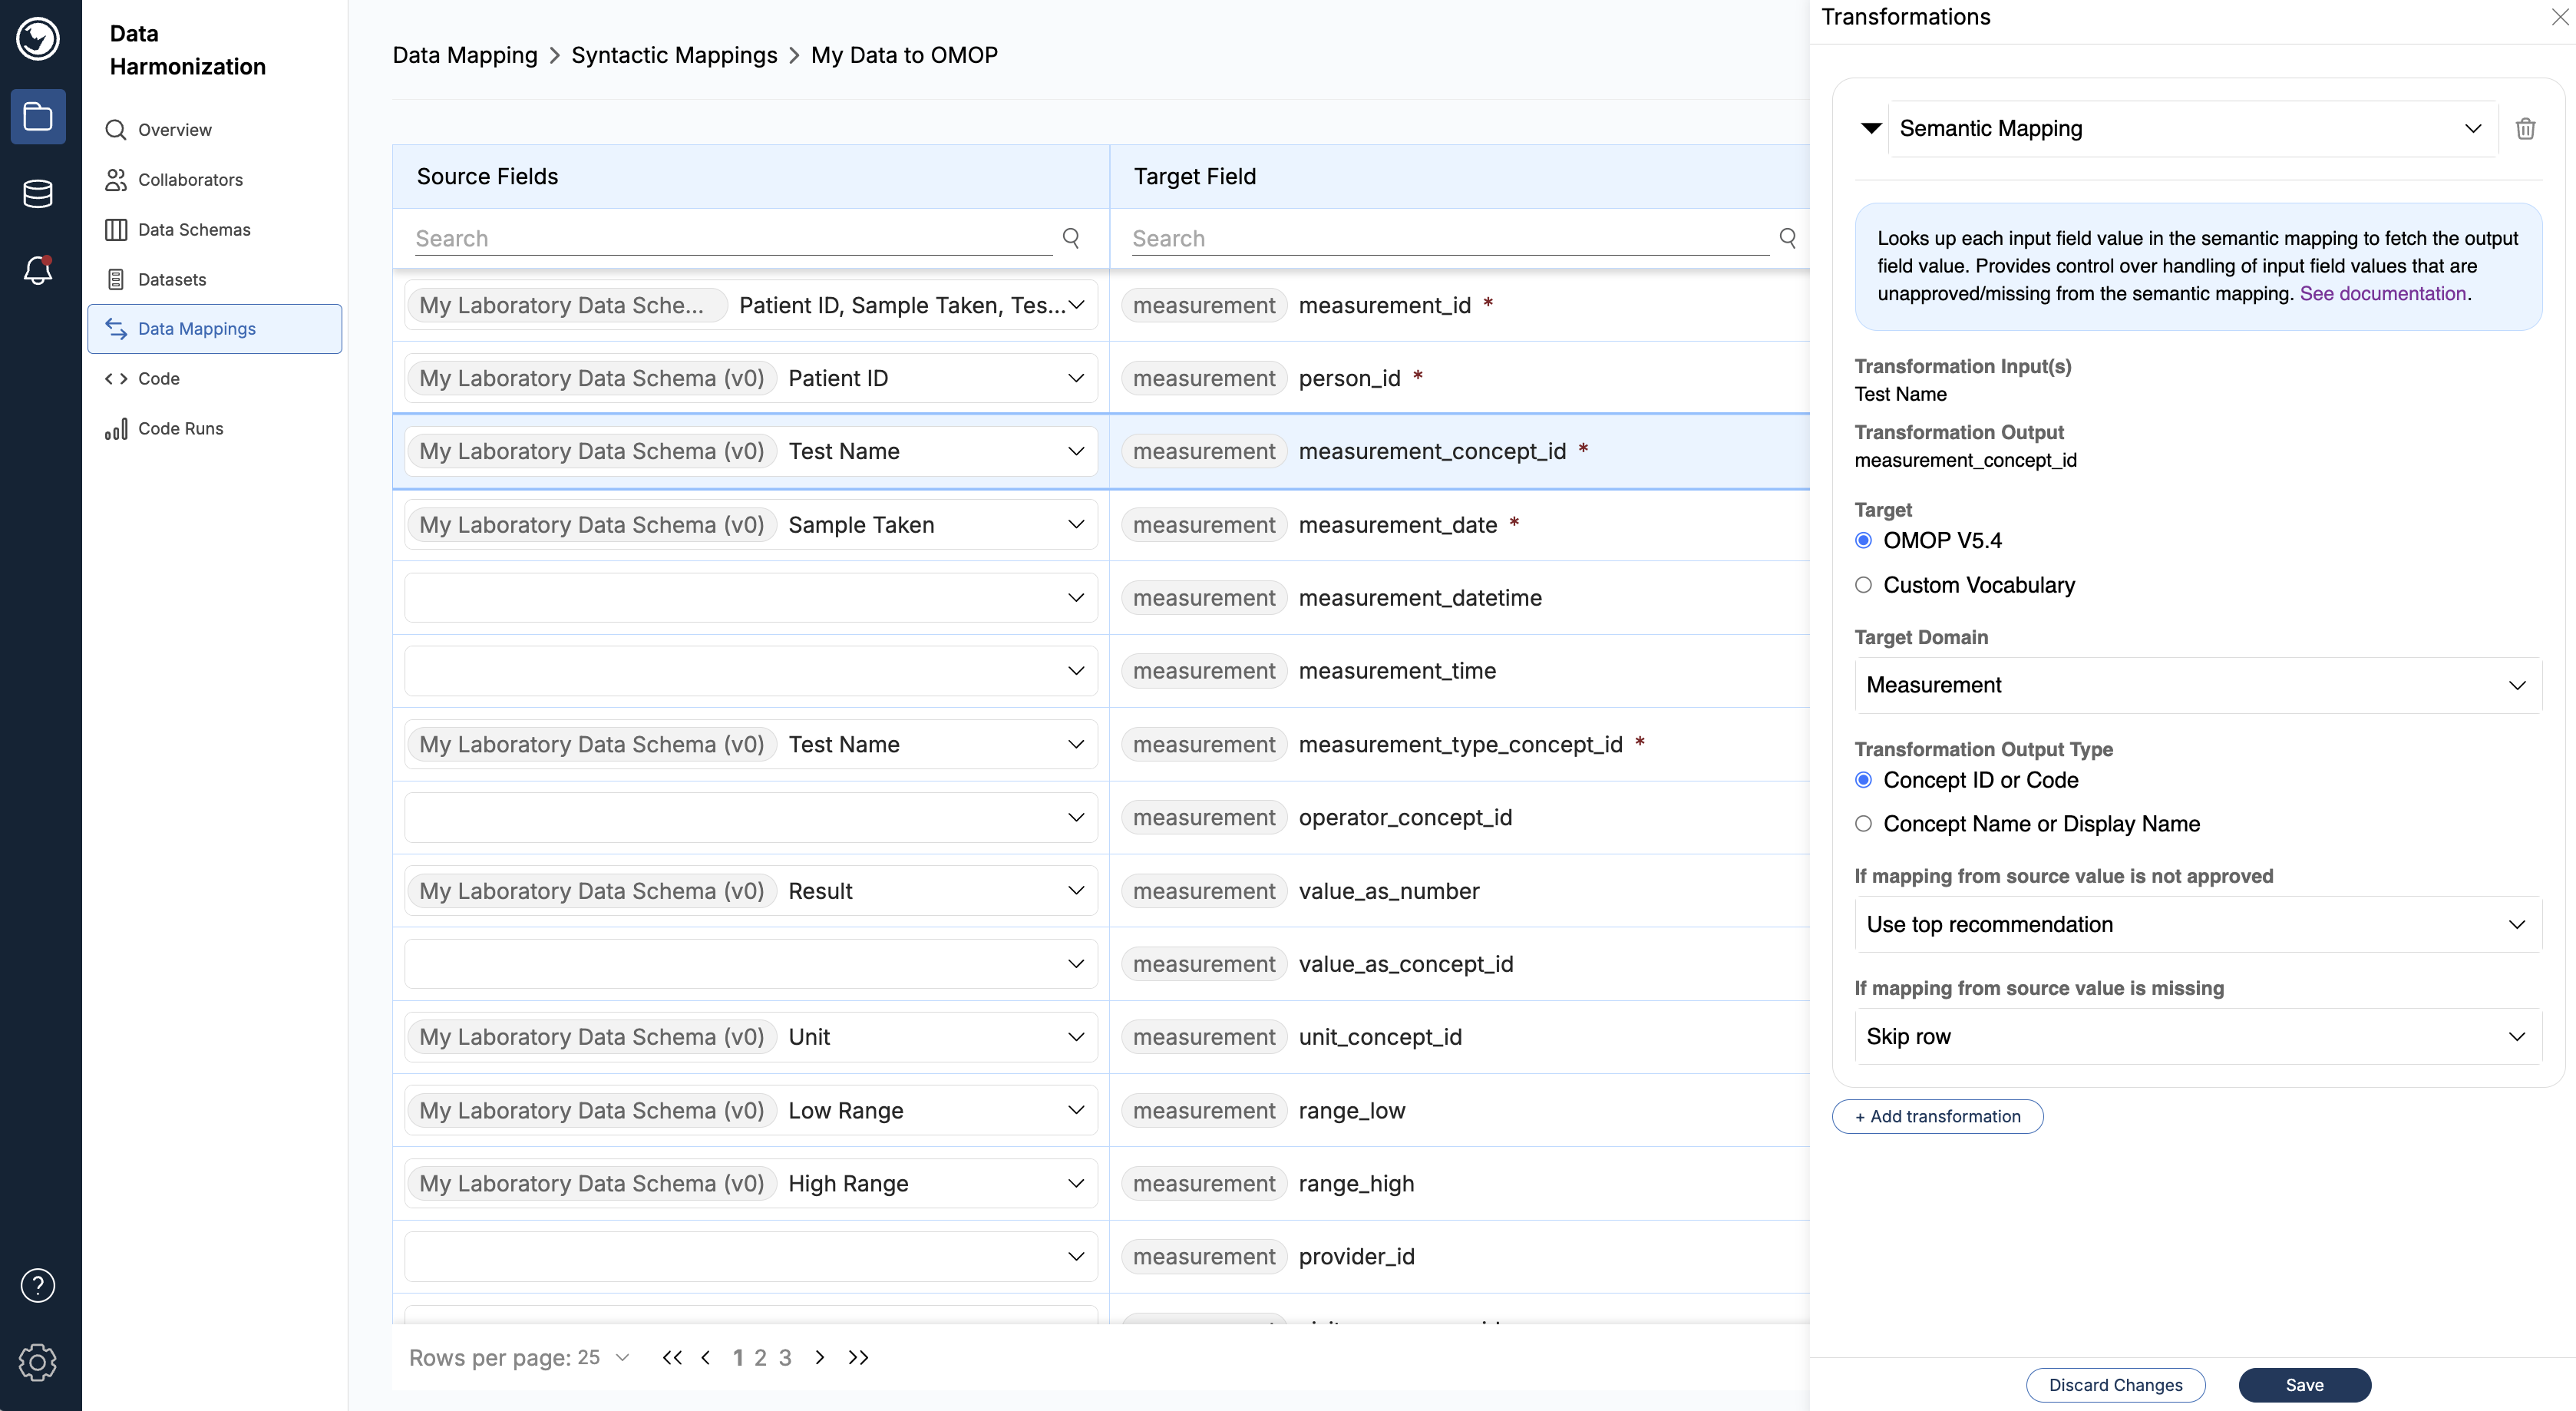 Data
Harmonization
Overview
Collaborators
Data Schemas
Datasets
Data Mappings
Code
Code Runs
Data Mapping > Syntactic Mappings > My Data to OMOP
Source Fields
Target Field
Search
Search
My Laboratory Data Sche... Patient ID, Sample Taken, Tes...
measurement measurement_id *
My Laboratory Data Schema (v0) Patient ID
measurement person_id *
My Laboratory Data Schema (v0) Test Name
measurement measurement_concept_id *
My Laboratory Data Schema (v0) Sample Taken
measurement measurement_date *
measurement measurement_datetime
measurement measurement_time
My Laboratory Data Schema (v0) Test Name
measurement measurement_type_concept_id *
measurement operator_concept_id
My Laboratory Data Schema (v0) Result
measurement value_as_number
measurement value_as_concept_id
My Laboratory Data Schema (v0) Unit
measurement unit_concept_id
My Laboratory Data Schema (v0) Low Range
measurement range_low
My Laboratory Data Schema (v0) High Range
measurement range_high
measurement provider_id
Rows per page: 25 << < 1 2 3 > >>
Transformations
Semantic Mapping
Looks up each input field value in the semantic mapping to fetch the output
field value. Provides control over handling of input field values that are
unapproved/missing from the semantic mapping. See documentation.
Transformation Input(s)
Test Name
Transformation Output
measurement_concept_id
Target
OMOP V5.4
Custom Vocabulary
Target Domain
Measurement
Transformation Output Type
Concept ID or Code
Concept Name or Display Name
If mapping from source value is not approved
Use top recommendation
If mapping from source value is missing
Skip row
+ Add transformation
Discard Changes
Save